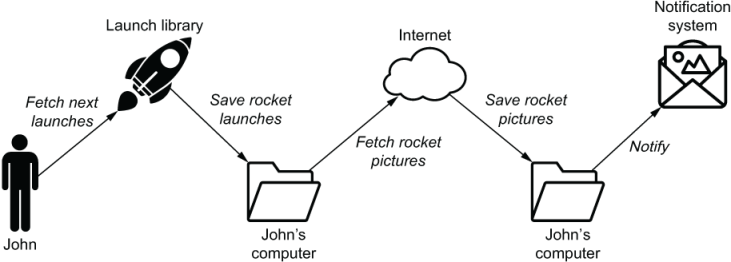 Launch library
Internet
Notification
system
Fetch next
launches
Save rocket
launches
Fetch rocket
pictures
Save rocket
pictures
Notify
John
John's
computer
John's
computer